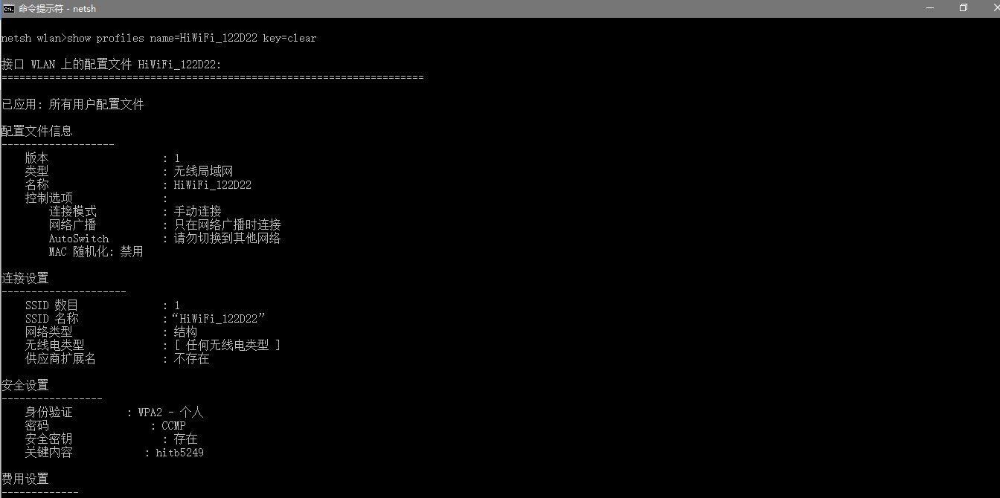 命令提示符 - netsh
netsh wlan>show profiles name=HiWiFi_122D22 key=clear
接口 WLAN 上的配置文件 HiWiFi_122D22:
=======================================================================
已应用: 所有用户配置文件
配置文件信息
-------------------
版本 : 1
类型 : 无线局域网
名称 : HiWiFi_122D22
控制选项 :
连接模式 : 手动连接
网络广播 : 只在网络广播时连接
AutoSwitch : 请勿切换到其他网络
MAC 随机化: 禁用
连接设置
---------------------
SSID 数目 : 1
SSID 名称 :“HiWiFi_122D22”
网络类型 : 结构
无线电类型 : [ 任何无线电类型 ]
供应商扩展名 : 不存在
安全设置
-----------------
身份验证 : WPA2 - 个人
密码 : CCMP
安全密钥 : 存在
关键内容 : hitb5249
费用设置
-------------